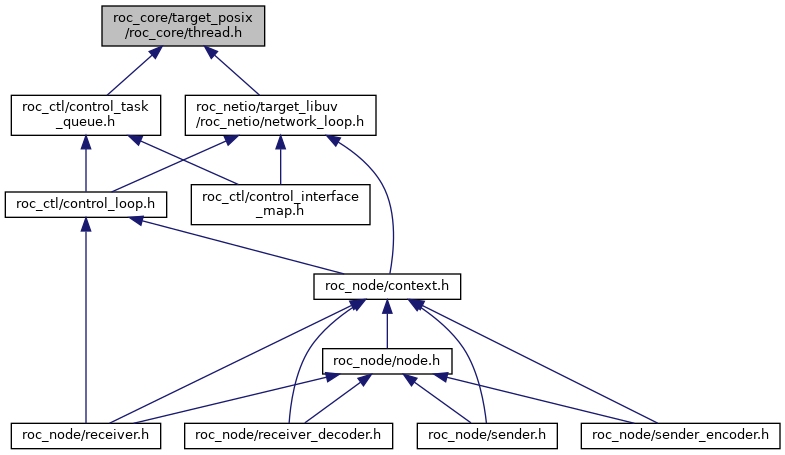 roc_core/target_posix
/roc_core/thread.h
roc_ctl/control_task
_queue.h
roc_netio/target_libuv
/roc_netio/network_loop.h
roc_ctl/control_loop.h
roc_ctl/control_interface
_map.h
roc_node/context.h
roc_node/node.h
roc_node/receiver.h
roc_node/receiver_decoder.h
roc_node/sender.h
roc_node/sender_encoder.h